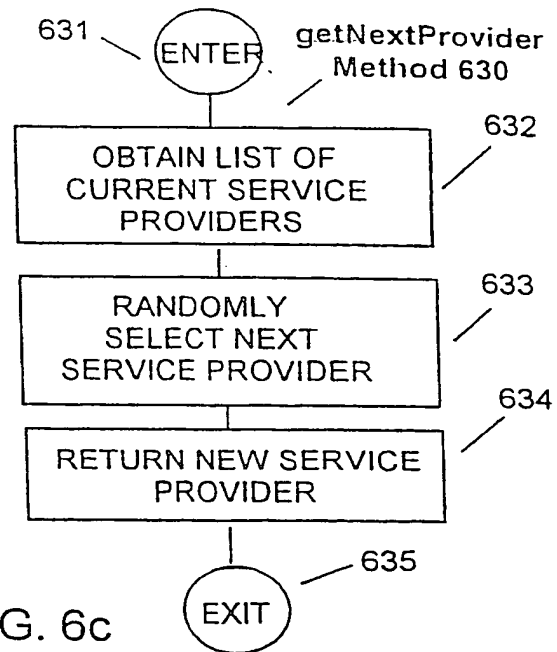 631
ENTER
getNextProvider
Method 630
632
OBTAIN LIST OF
CURRENT SERVICE
PROVIDERS
633
RANDOMLY
SELECT NEXT
SERVICE PROVIDER
634
RETURN NEW SERVICE
PROVIDER
635
EXIT
G. 6c